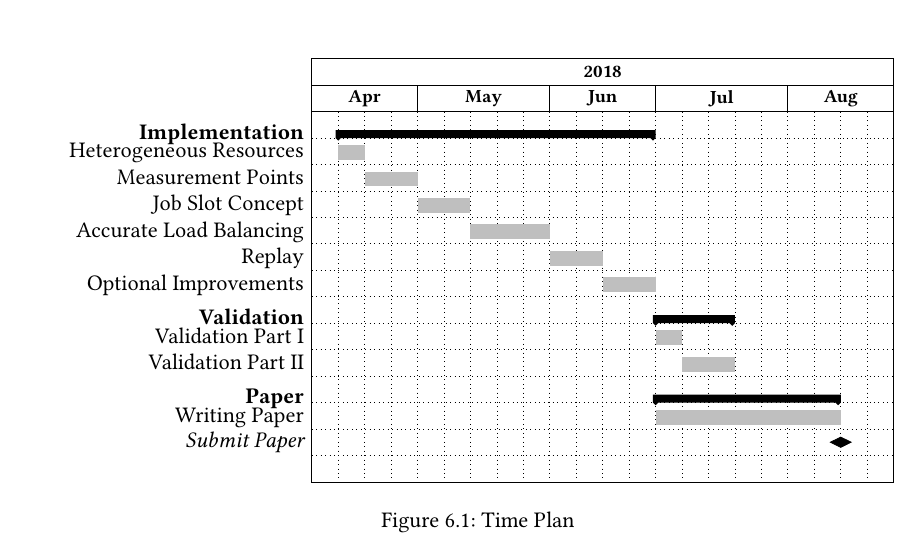 2018
Apr May Jun Jul Aug
Implementation
Heterogeneous Resources
Measurement Points
Job Slot Concept
Accurate Load Balancing
Replay
Optional Improvements
Validation
Validation Part I
Validation Part II
Paper
Writing Paper
Submit Paper
Figure 6.1: Time Plan